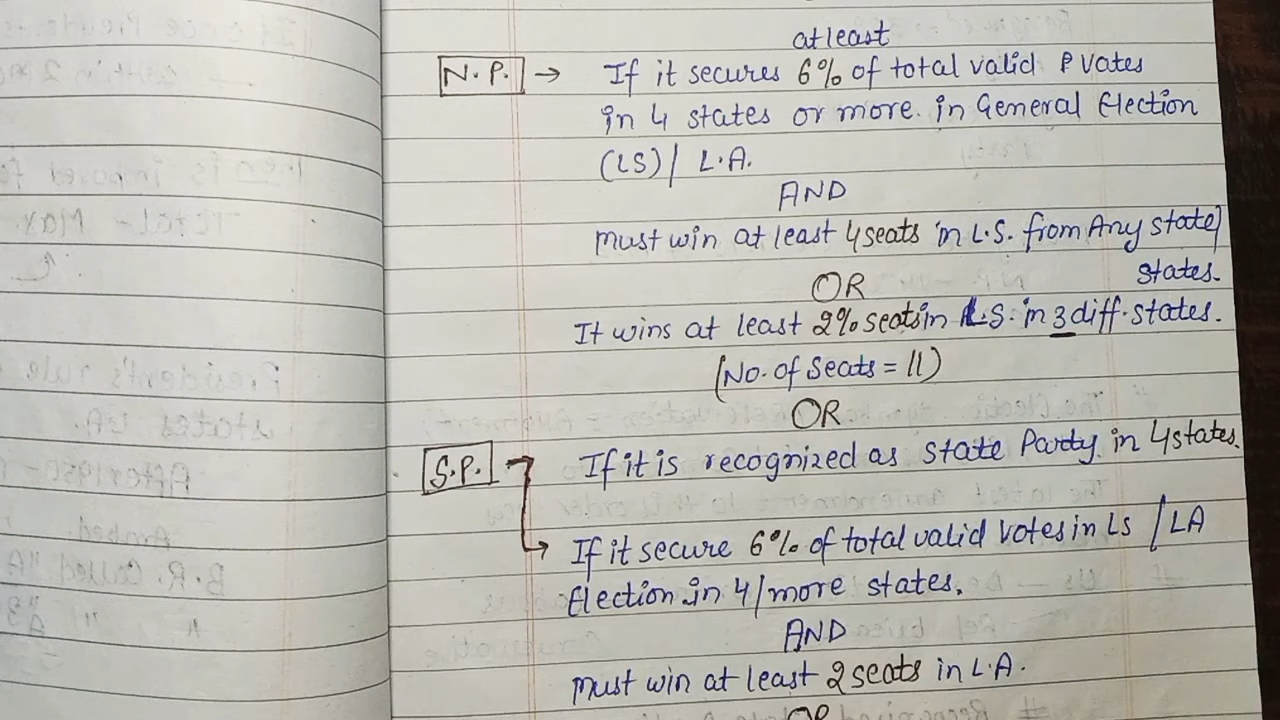 at least
N.P. → If it secures 6% of total valid P Votes
in 4 states or more. in General Election
(LS) / L.A.
AND
must win at least 4 seats in L.S. from Any state/
states.
OR
It wins at least 2% seats in L.S. in 3 diff. states.
(No. of Seats = 11)
OR
S.P. If it is recognized as state Party in 4 states.
→ If it secure 6% of total valid votes in LS / LA
Election in 4/more states.
AND
must win at least 2 seats in L.A.
OR